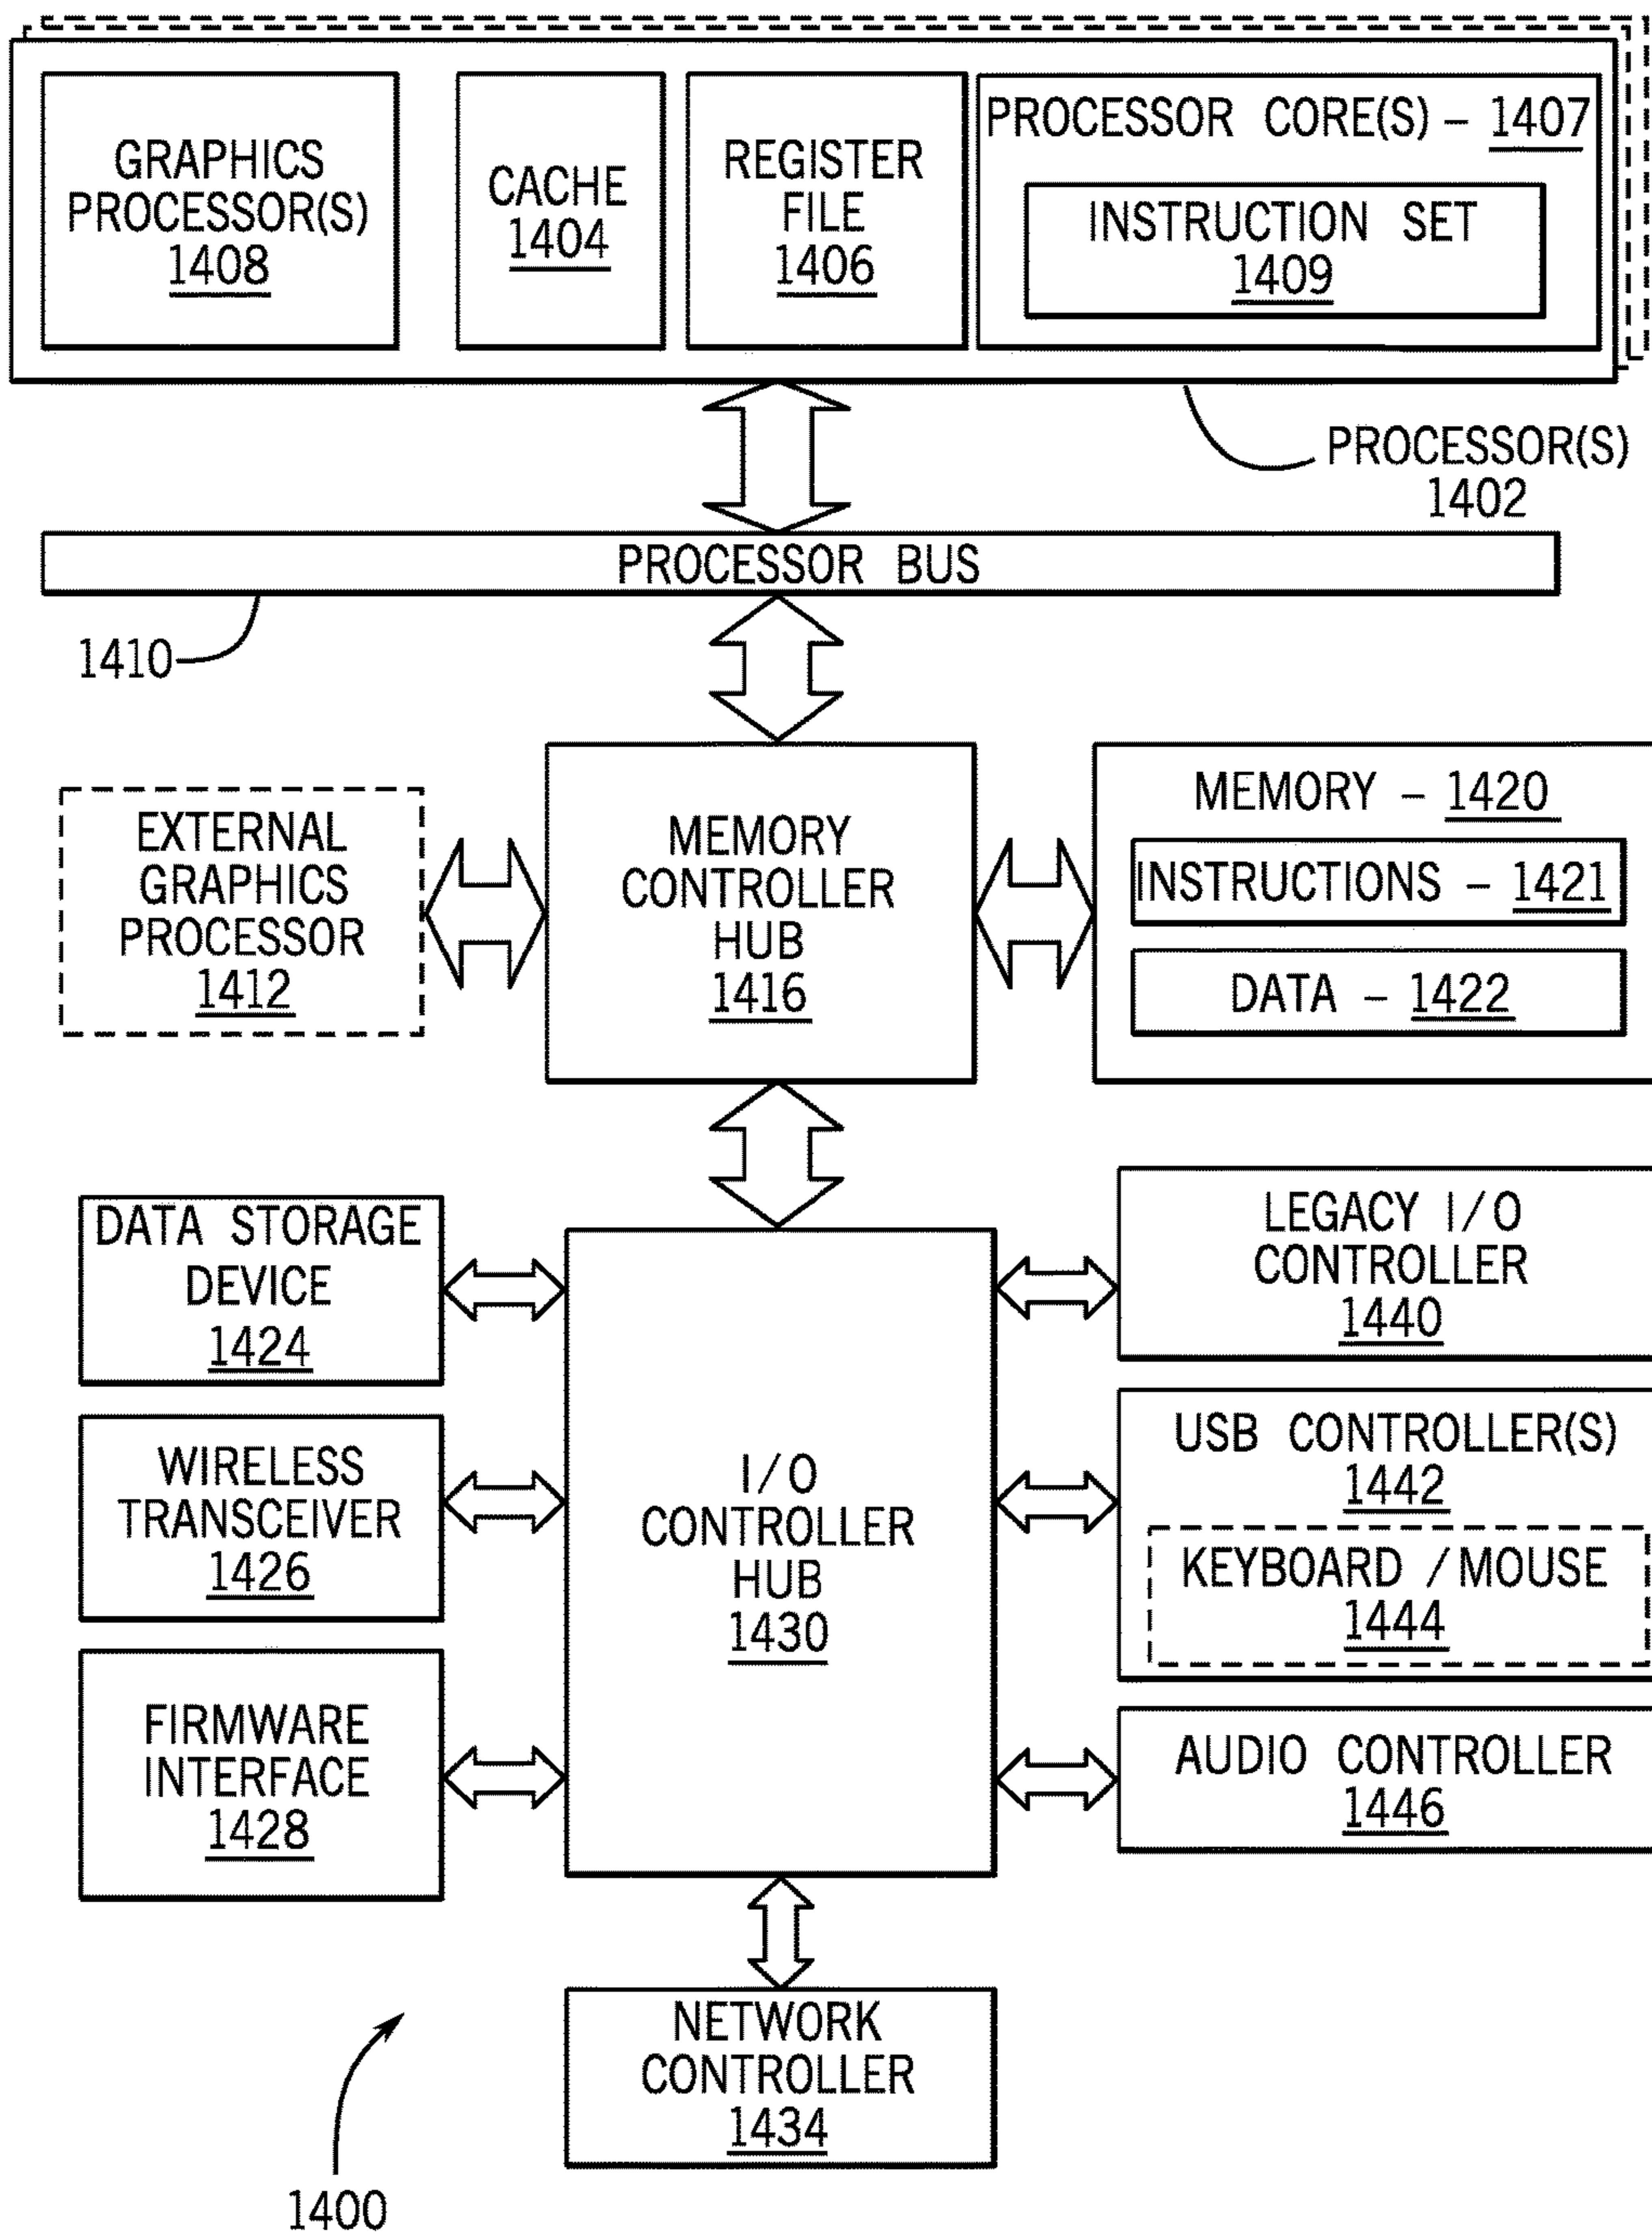 GRAPHICS
PROCESSOR(S)
1408
CACHE
1404
REGISTER
FILE
1406
PROCESSOR CORE(S) – 1407
INSTRUCTION SET
1409
PROCESSOR(S)
1402
PROCESSOR BUS
1410
EXTERNAL
GRAPHICS
PROCESSOR
1412
MEMORY
CONTROLLER
HUB
1416
MEMORY – 1420
INSTRUCTIONS – 1421
DATA – 1422
DATA STORAGE
DEVICE
1424
WIRELESS
TRANSCEIVER
1426
FIRMWARE
INTERFACE
1428
I/O
CONTROLLER
HUB
1430
LEGACY I/O
CONTROLLER
1440
USB CONTROLLER(S)
1442
KEYBOARD /MOUSE
1444
AUDIO CONTROLLER
1446
NETWORK
CONTROLLER
1434
1400